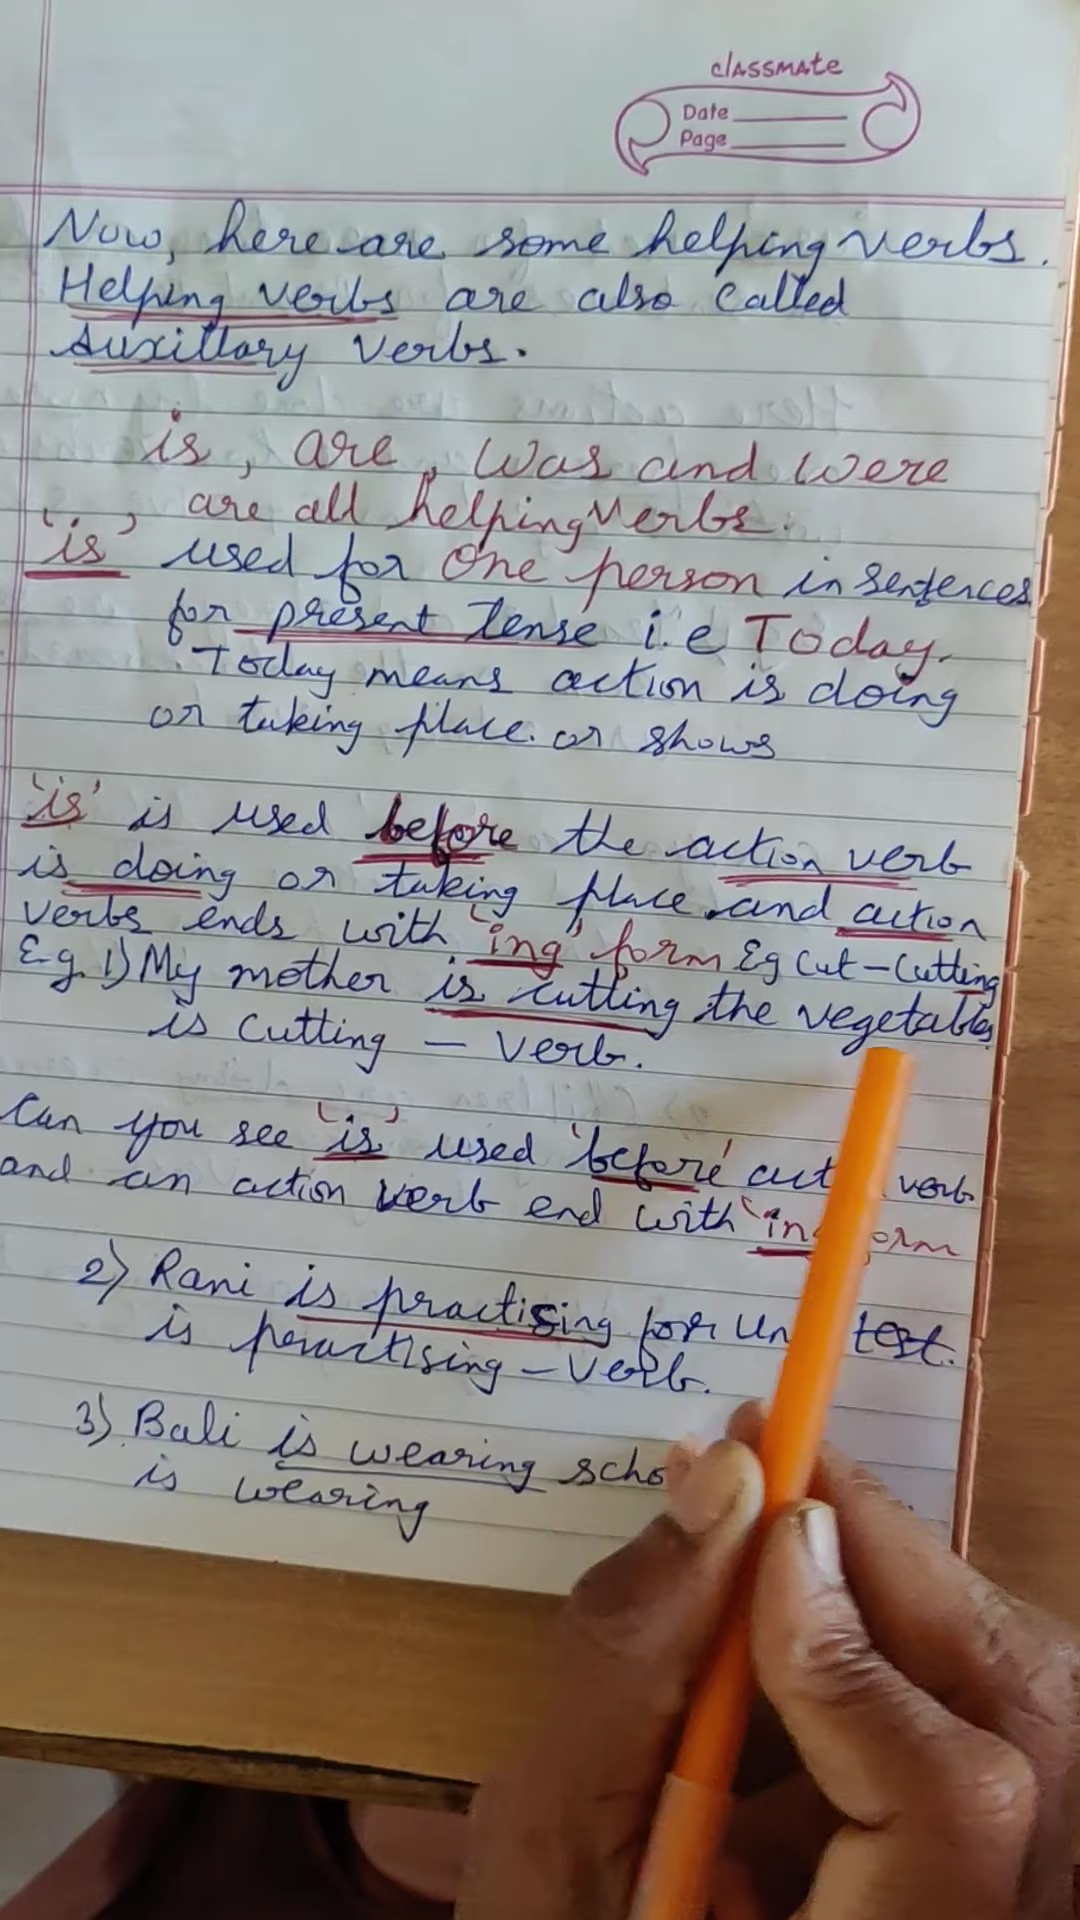 classmate
Date
Page
Now, here are some helping verbs.
Helping verbs are also called
Auxillary verbs.
is, are, was and were
are all helping verbs.
'is' used for One person in sentences
for present tense i.e Today.
Today means action is doing
or taking place or shows
'is' is used before the action verb
is doing or taking place and action
verbs ends with 'ing' form Eg Cut - Cutting
E.g. 1) My mother is cutting the vegetables
is cutting - Verb.
Can you see 'is' used 'before' verb
and an action verb end with
2) Rani is practising for test.
is practising - Verb.
3) Bali is wearing
is wearing